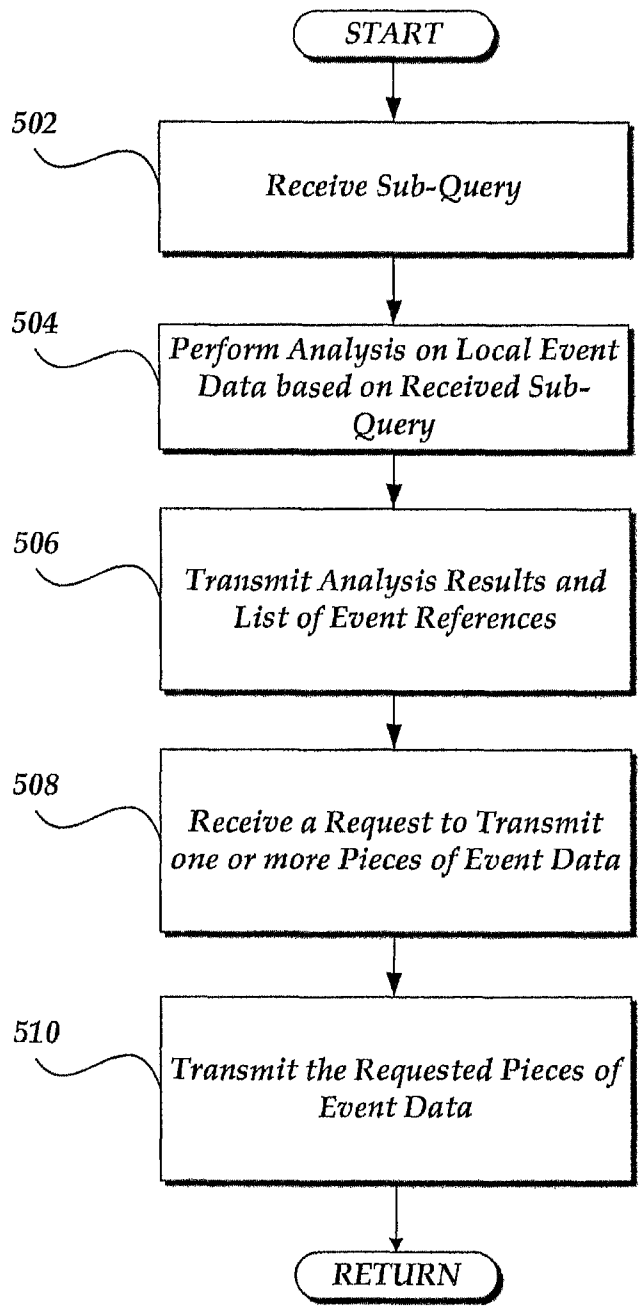 START
502
Receive Sub-Query
504
Perform Analysis on Local Event
Data based on Received Sub-
Query
506
Transmit Analysis Results and
List of Event References
508
Receive a Request to Transmit
one or more Pieces of Event Data
510
Transmit the Requested Pieces of
Event Data
RETURN